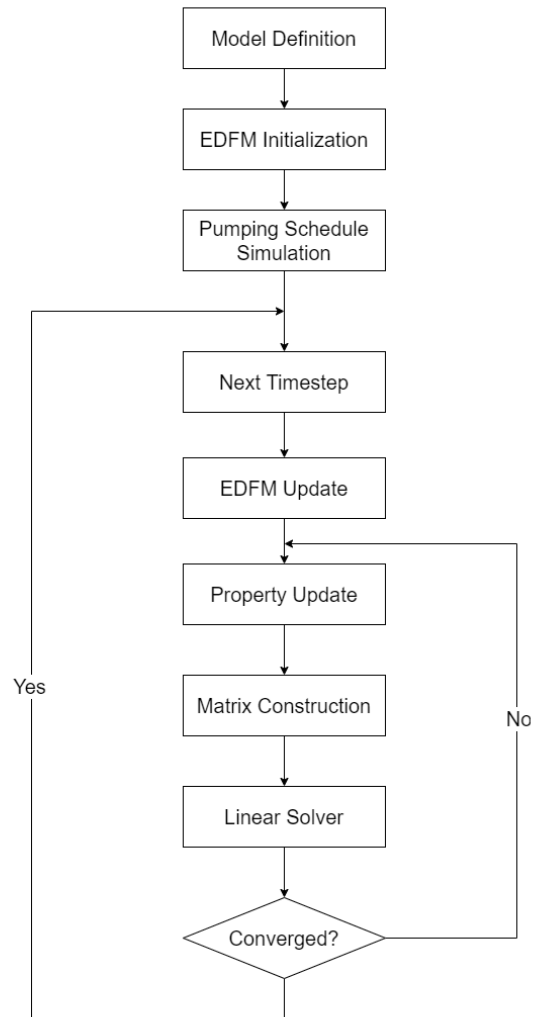 Model Definition
EDFM Initialization
Pumping Schedule
Simulation
Next Timestep
EDFM Update
Property Update
Matrix Construction
Yes
No
Linear Solver
Converged?